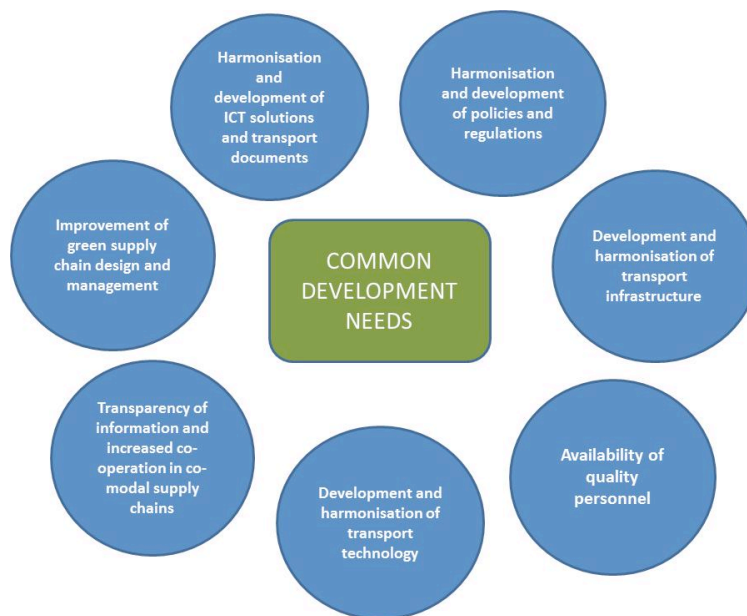 Harmonisation
and
development of
ICT solutions
and transport
documents
Harmonisation
and development
of policies and
regulations
Improvement of
green supply
chain design and
management
COMMON
DEVELOPMENT
NEEDS
Development and
harmonisation of
transport
infrastructure
Transparency of
information and
increased co-
operation in co-
modal supply
chains
Development and
harmonisation of
transport
technology
Availability of
quality
personnel